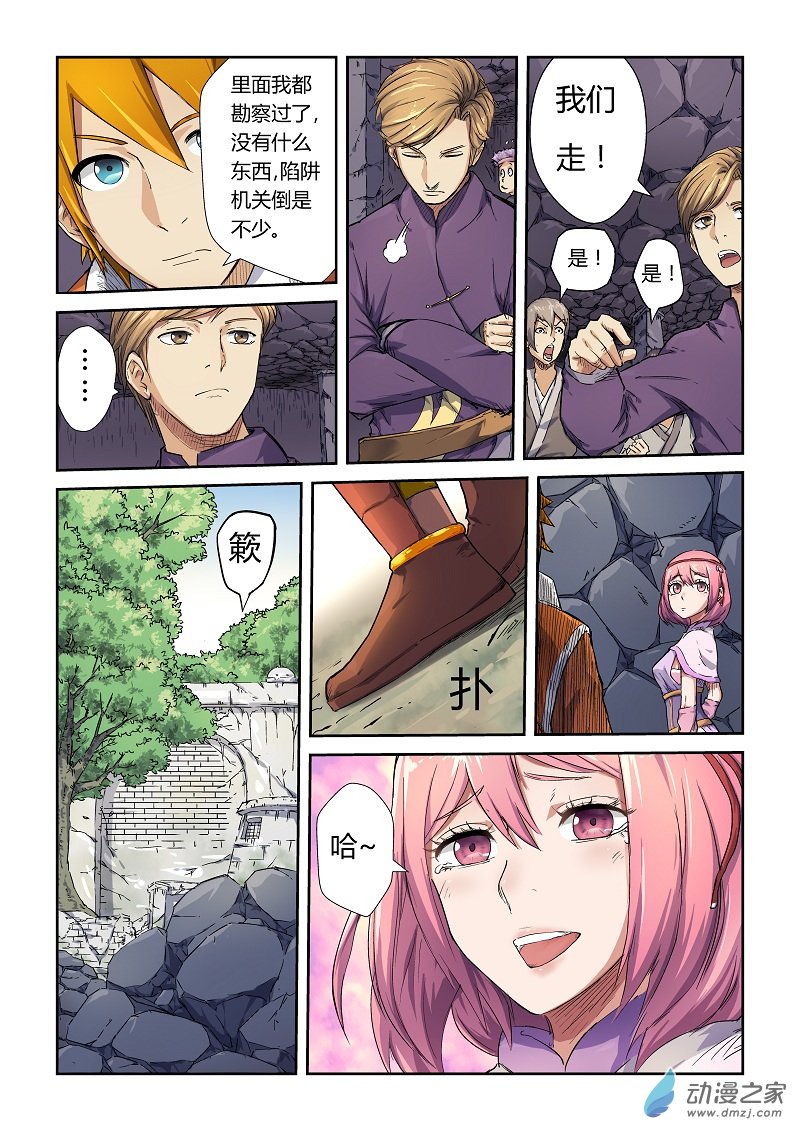 里面我都
勘察过了，
没有什么
东西，陷阱
机关倒是
不少。
……
我们
走！
是！
是！
簌
扑
哈~
动漫之家
www.dmzj.com